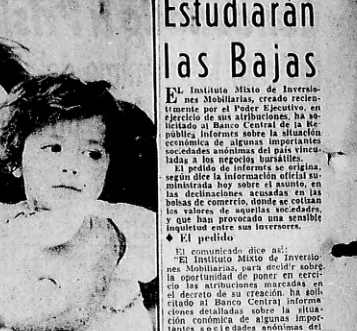 Estudiarán
las Bajas
EL Instituto Mixto de Inversio-
nes Mobiliarias, creado recien-
temente por el Poder Ejecutivo, en
ejercicio de sus atribuciones, ha so-
licitado al Banco Central de la Re-
pública informes sobre la situación
económica de algunas importantes
sociedades anónimas del país vincu-
ladas a los negocios bursátiles.
El pedido de informes se origina,
según dice la información oficial su-
ministrada hoy sobre el asunto, en
las declinaciones acusadas en las
bolsas de comercio, donde se cotizan
los valores de aquellas sociedades,
y que han provocado una sensible
inquietud entre sus inversores.
♦ El pedido
El comunicado dice así:
"El Instituto Mixto de Inversio-
nes Mobiliarias, para decidir sobre
la oportunidad de poner en ejerci-
cio las atribuciones marcadas en
el decreto de su creación, ha soli-
citado al Banco Central informa
ciones detalladas sobre la situa-
ción conómica de algunas impor-
tantes sociedades anónimas del